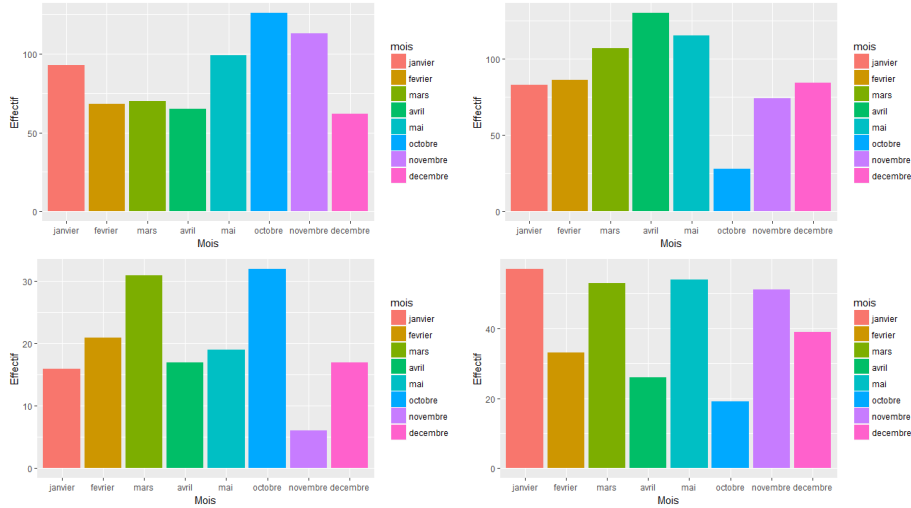 mois
janvier
fevrier
mars
avril
mai
octobre
novembre
decembre
Effectif
100
50
0
janvier fevrier mars avril mai octobre novembre decembre
Mois
mois
janvier
fevrier
mars
avril
mai
octobre
novembre
decembre
Effectif
100
50
0
janvier fevrier mars avril mai octobre novembre decembre
Mois
mois
janvier
fevrier
mars
avril
mai
octobre
novembre
decembre
Effectif
30
20
10
0
janvier fevrier mars avril mai octobre novembre decembre
Mois
mois
janvier
fevrier
mars
avril
mai
octobre
novembre
decembre
Effectif
40
20
0
janvier fevrier mars avril mai octobre novembre decembre
Mois